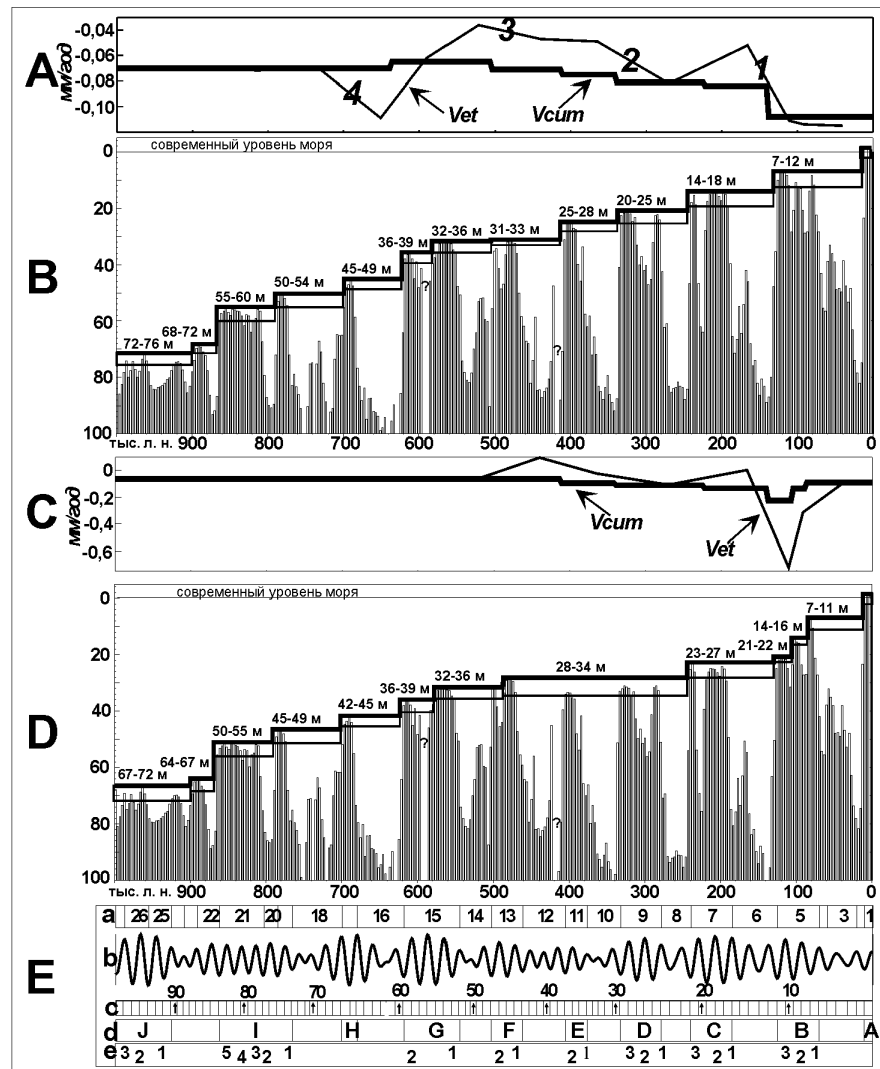 -0,04
-0,06
-0,08
-0,10
мм/год
A
1
2
3
4
Vet
Vcum
современный уровень моря
0
20
40
60
80
100
B
7-12 м
14-18 м
20-25 м
25-28 м
31-33 м
32-36 м
36-39 м
45-49 м
50-54 м
55-60 м
68-72 м
72-76 м
?
?
тыс. л. н. 900 800 700 600 500 400 300 200 100 0
0
-0,2
-0,4
-0,6
мм/год
C
Vcum
Vet
современный уровень моря
0
20
40
60
80
100
D
7-11 м
14-16 м
21-22 м
23-27 м
28-34 м
32-36 м
36-39 м
42-45 м
45-49 м
50-55 м
64-67 м
67-72 м
?
?
тыс. л. н. 900 800 700 600 500 400 300 200 100 0
E
a 26 25 22 21 20 18 16 15 14 13 12 11 10 9 8 7 6 5 3 1
b
90 80 70 60 50 40 30 20 10
c
d J I H G F E D C B A
e 3 2 1 5 4 3 2 1 2 1 2 1 2 1 3 2 1 3 2 1 3 2 1